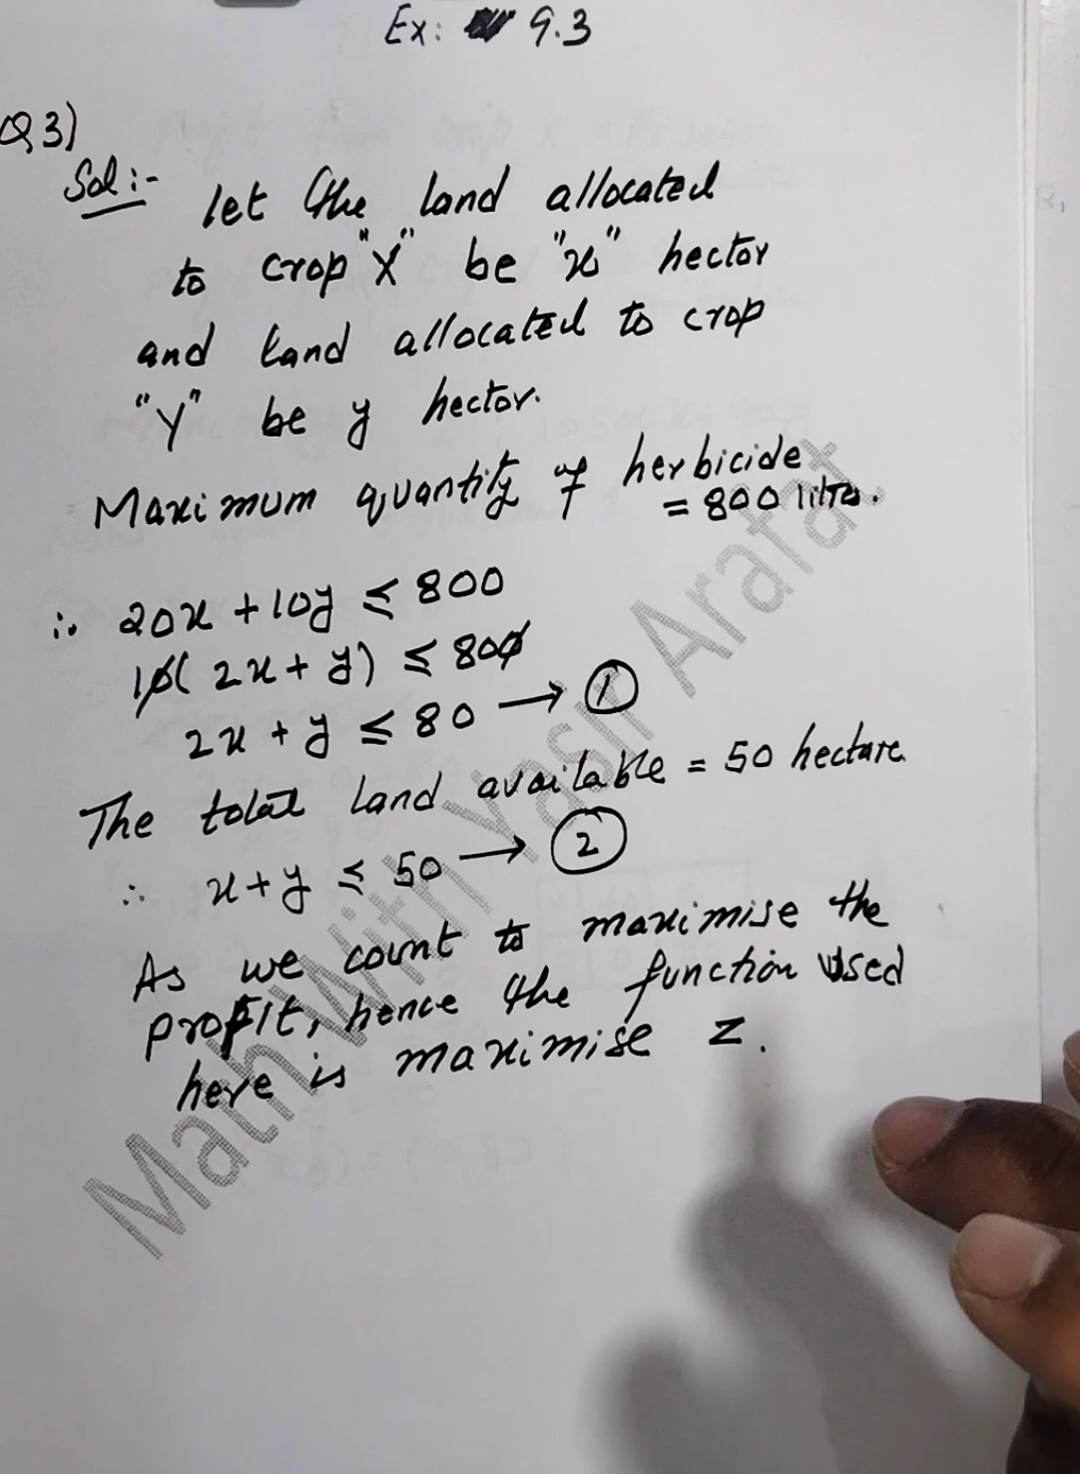 Ex: 9.3
Q3)
Sol:- let the land allocated
to crop "X" be "x" hector
and land allocated to crop
"Y" be y hector.
Maximum quantity of herbicide
= 800 litres.
∴ 20x + 10y ≤ 800
10(2x + y) ≤ 800
2x + y ≤ 80 → ①
The total land available = 50 hectare.
∴ x + y ≤ 50 → ②
As we count to maximise the
profit, hence the function used
here is maximise z.
Math With Yasir Arafat